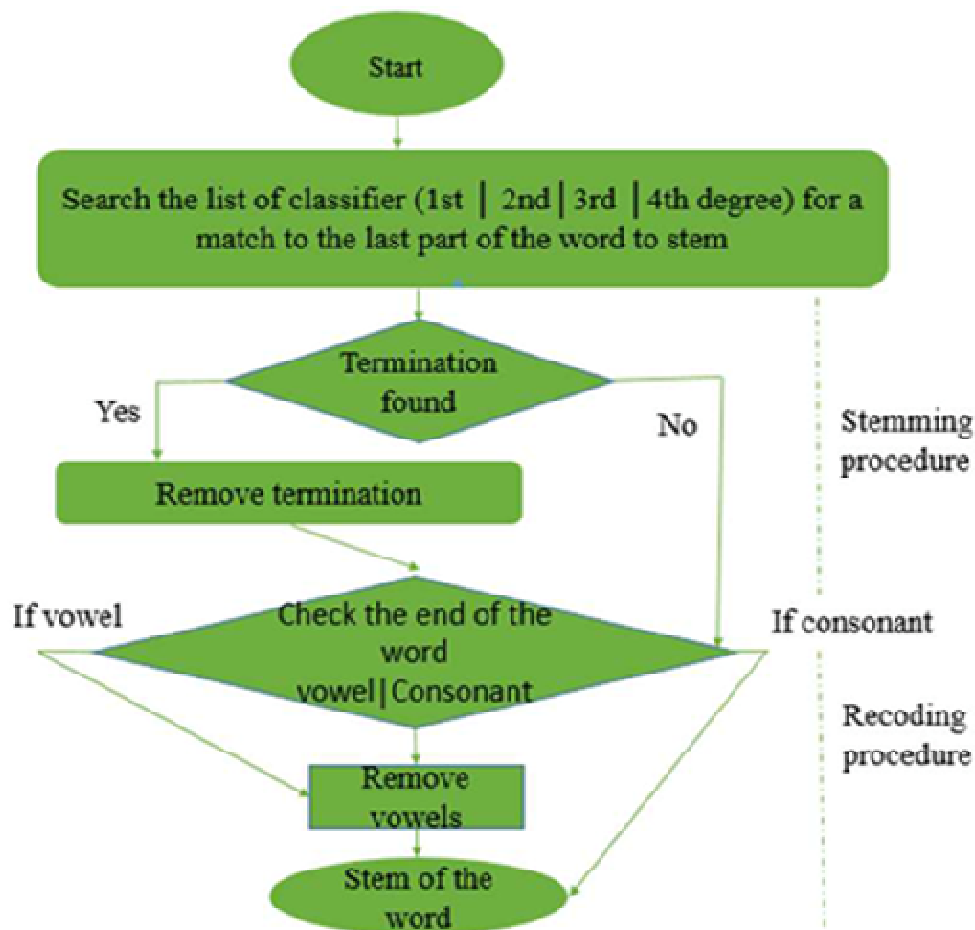 Start
Search the list of classifier (1st | 2nd|3rd |4th degree) for a
match to the last part of the word to stem
Termination
found
Yes
No
Stemming
procedure
Remove termination
If vowel
Check the end of the
word
vowel|Consonant
If consonant
Recoding
procedure
Remove
vowels
Stem of the
word